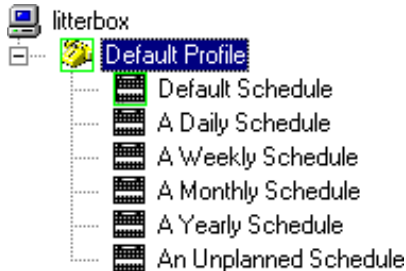 litterbox
Default Profile
Default Schedule
A Daily Schedule
A Weekly Schedule
A Monthly Schedule
A Yearly Schedule
An Unplanned Schedule